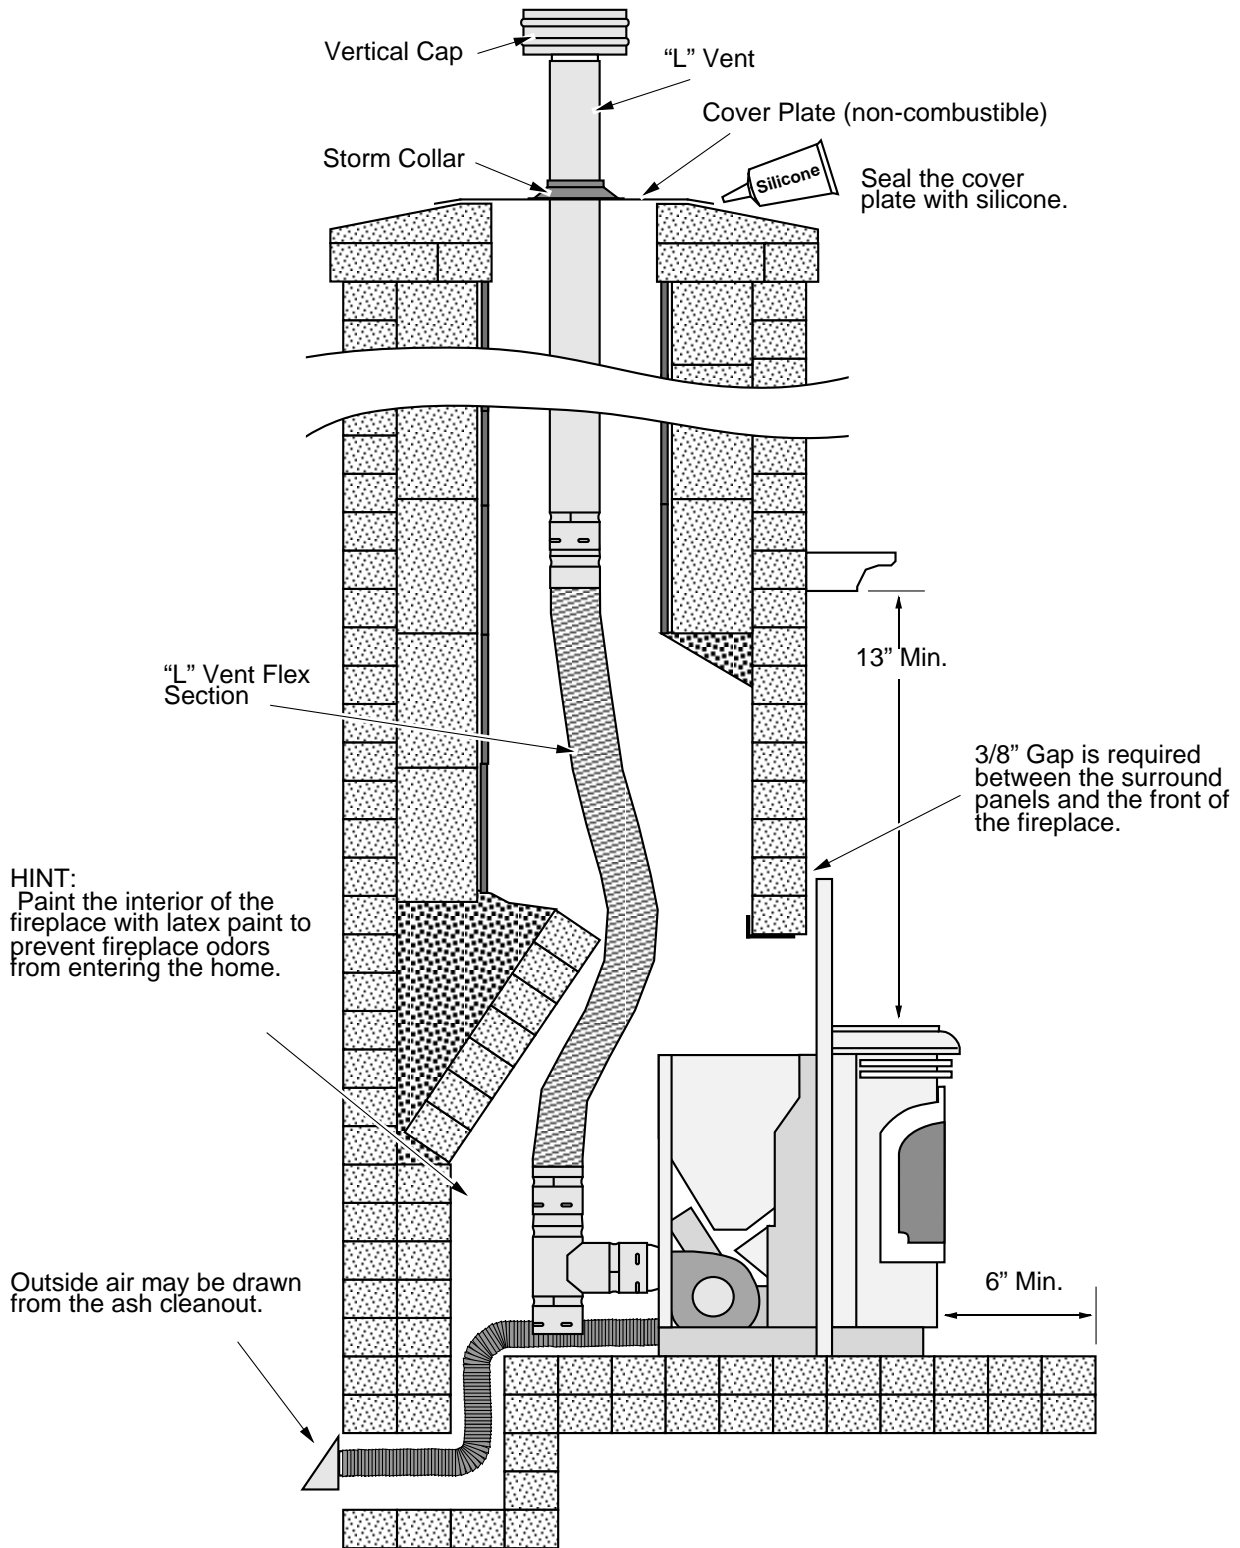 Vertical Cap
“L” Vent
Cover Plate (non-combustible)
Storm Collar
Silicone
Seal the cover
plate with silicone.
13” Min.
“L” Vent Flex
Section
3/8” Gap is required
between the surround
panels and the front of
the fireplace.
HINT:
Paint the interior of the
fireplace with latex paint to
prevent fireplace odors
from entering the home.
Outside air may be drawn
from the ash cleanout.
6” Min.